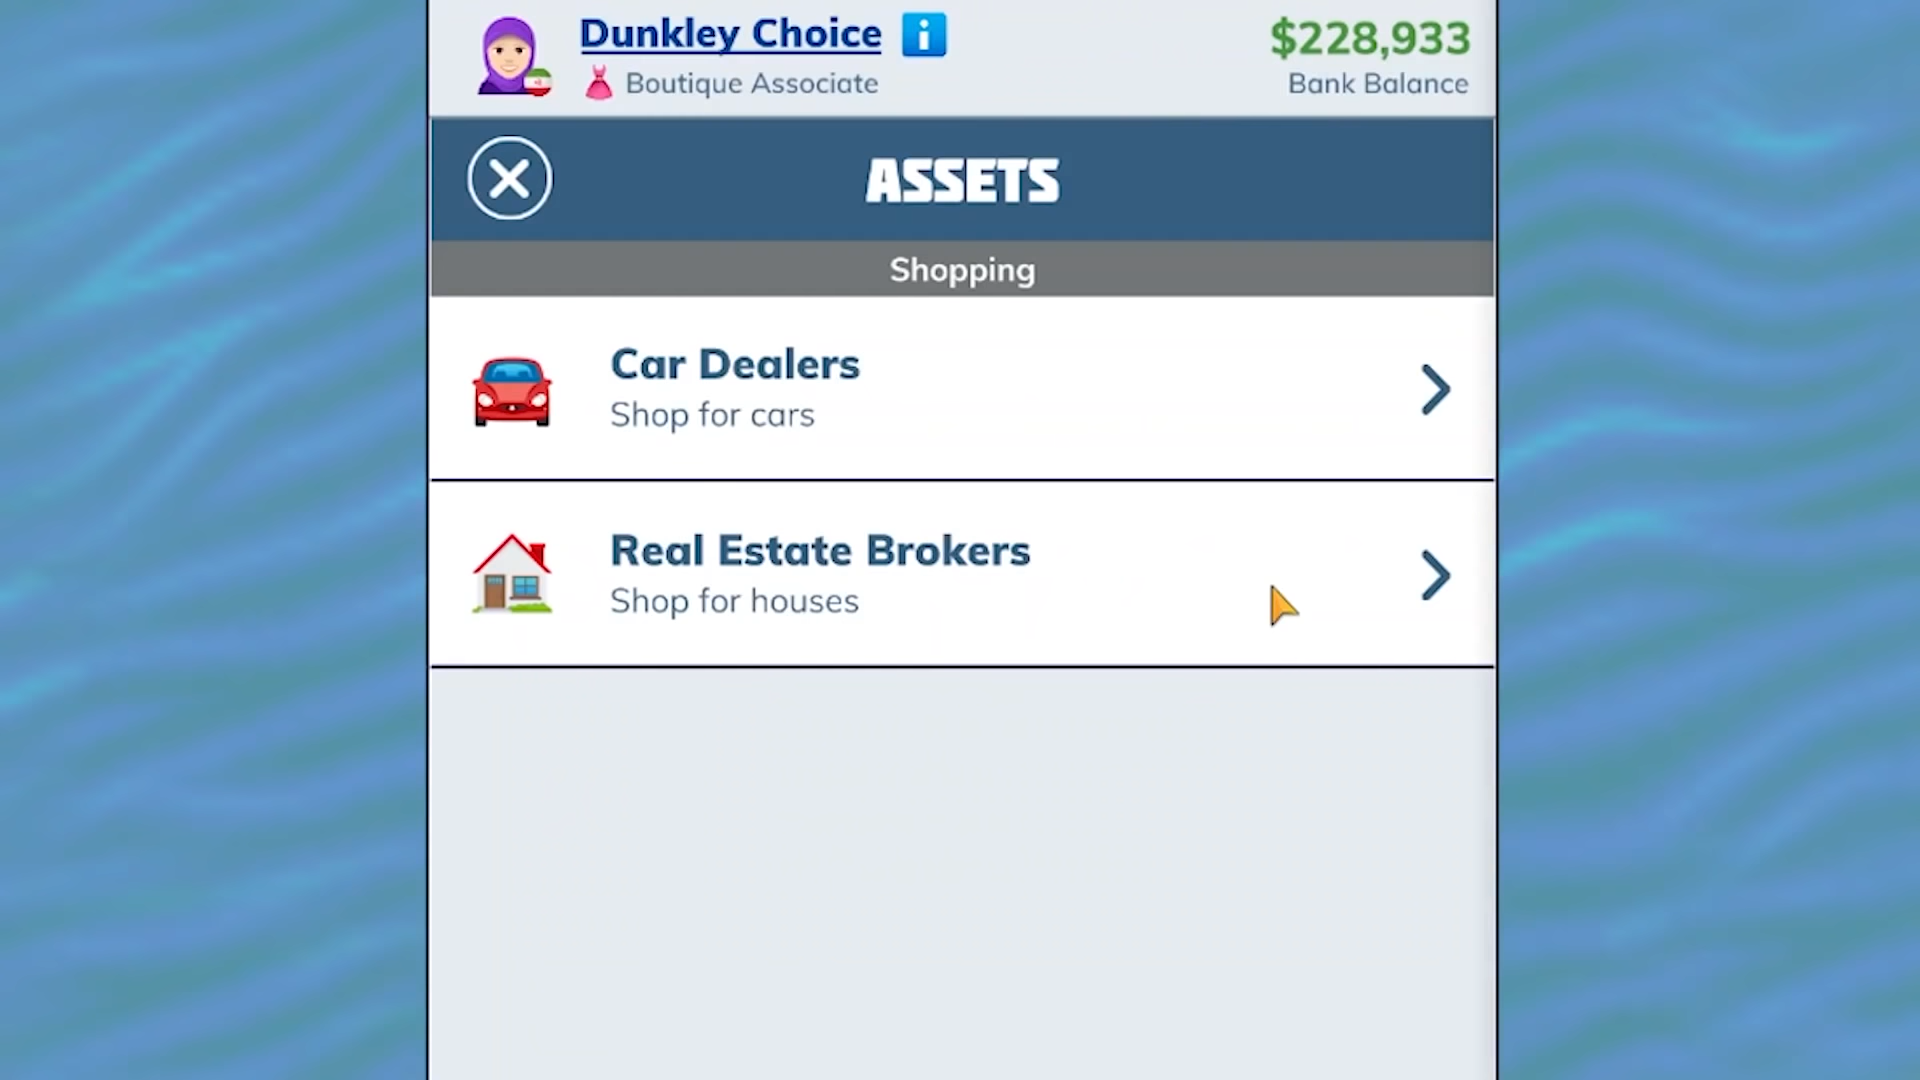 Dunkley Choice
$228,933
Boutique Associate
Bank Balance
ASSETS
Shopping
Car Dealers
Shop for cars
Real Estate Brokers
Shop for houses